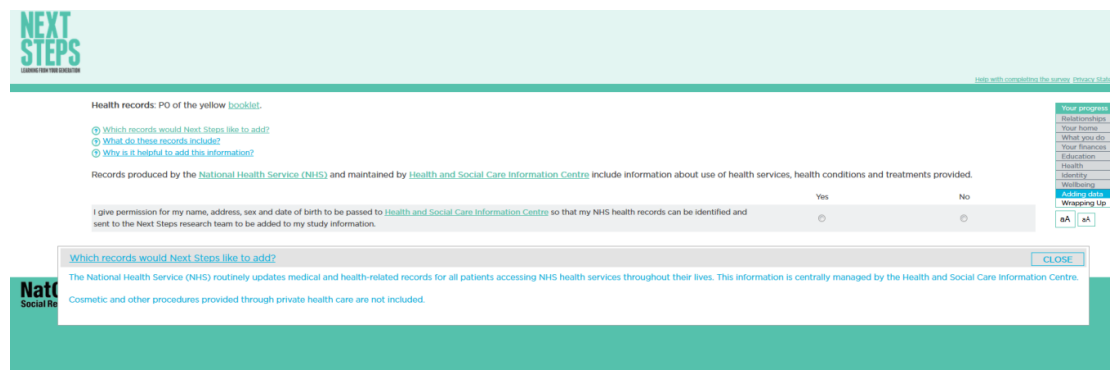 NEXT
STEPS
LEARNING FROM YOUR GENERATION
Help with completing the survey Privacy State
Health records: P0 of the yellow booklet.
Which records would Next Steps like to add?
What do these records include?
Why is it helpful to add this information?
Records produced by the National Health Service (NHS) and maintained by Health and Social Care Information Centre include information about use of health services, health conditions and treatments provided.
Yes No
I give permission for my name, address, sex and date of birth to be passed to Health and Social Care Information Centre so that my NHS health records can be identified and
sent to the Next Steps research team to be added to my study information.
Your progress
Relationships
Your home
What you do
Your finances
Education
Health
Identity
Wellbeing
Adding data
Wrapping Up
aA aA
Which records would Next Steps like to add? CLOSE
The National Health Service (NHS) routinely updates medical and health-related records for all patients accessing NHS health services throughout their lives. This information is centrally managed by the Health and Social Care Information Centre.
Cosmetic and other procedures provided through private health care are not included.
NatC
Social Re